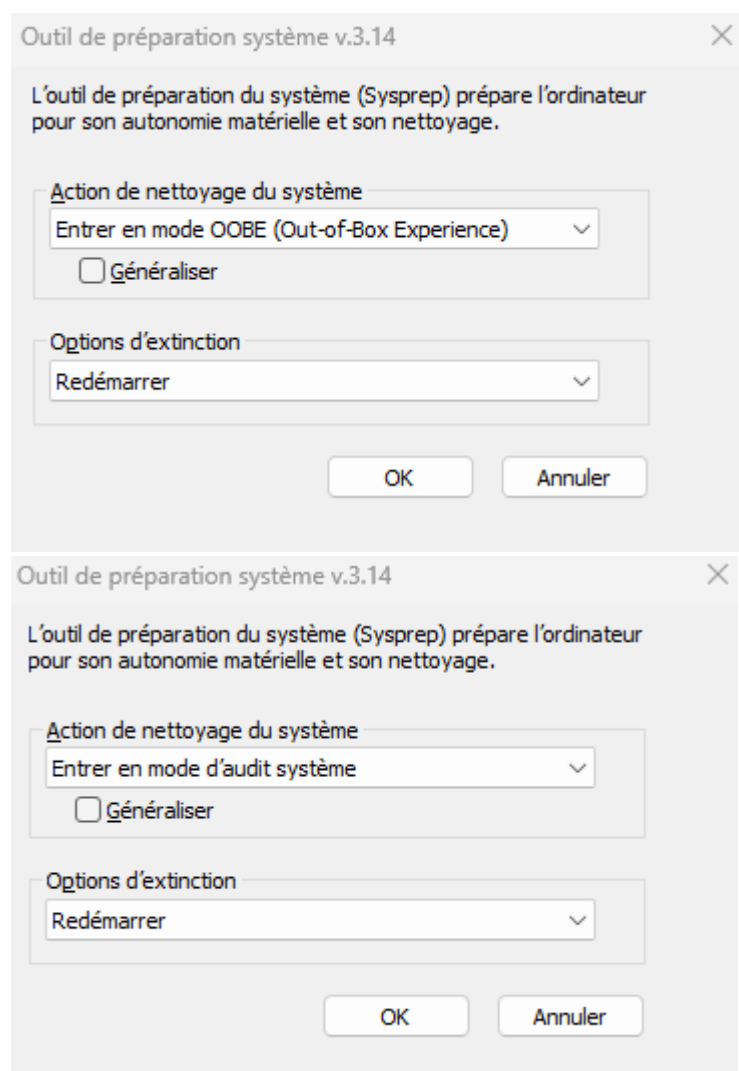 Outil de préparation système v.3.14
L’outil de préparation du système (Sysprep) prépare l’ordinateur
pour son autonomie matérielle et son nettoyage.
Action de nettoyage du système
Entrer en mode OOBE (Out-of-Box Experience)
Généraliser
Options d’extinction
Redémarrer
OK Annuler
Outil de préparation système v.3.14
L’outil de préparation du système (Sysprep) prépare l’ordinateur
pour son autonomie matérielle et son nettoyage.
Action de nettoyage du système
Entrer en mode d’audit système
Généraliser
Options d’extinction
Redémarrer
OK Annuler